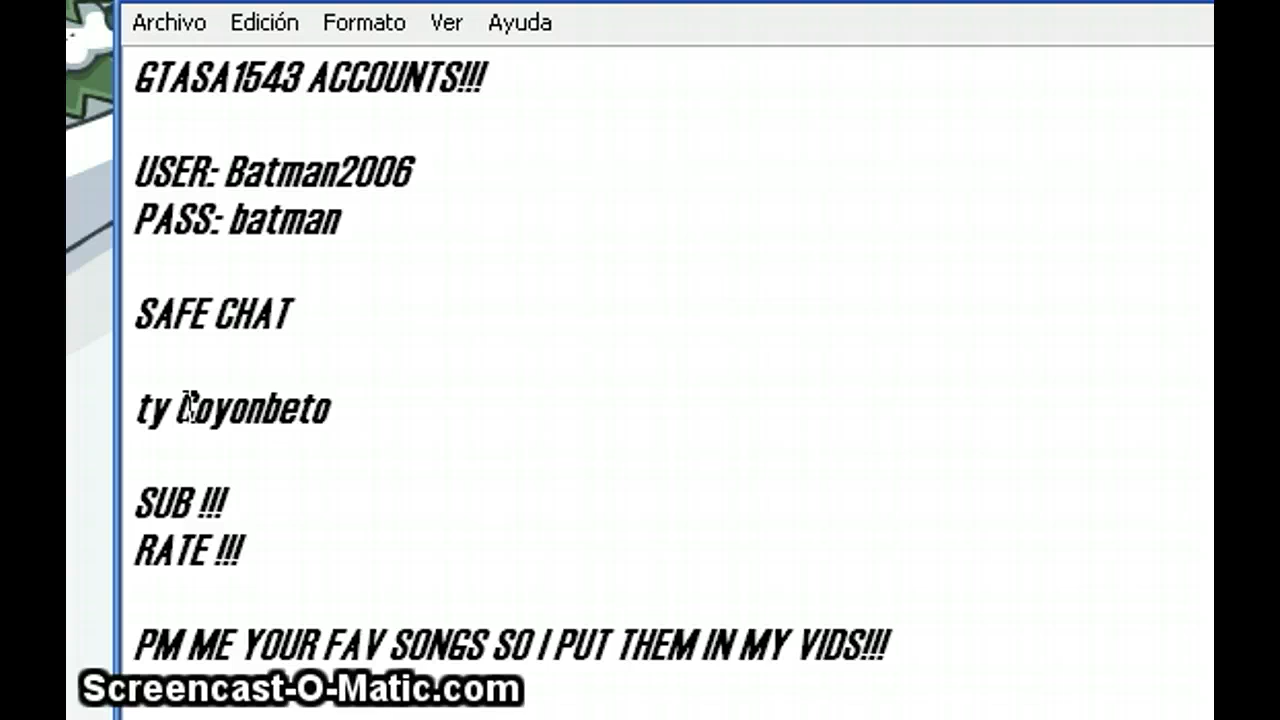 Archivo Edición Formato Ver Ayuda
GTASA1543 ACCOUNTS!!!
USER: Batman2006
PASS: batman
SAFE CHAT
ty
SUB !!!
RATE !!!
PM ME YOUR FAV SONGS SO I PUT THEM IN MY VIDS!!!
Screencast-O-Matic.com